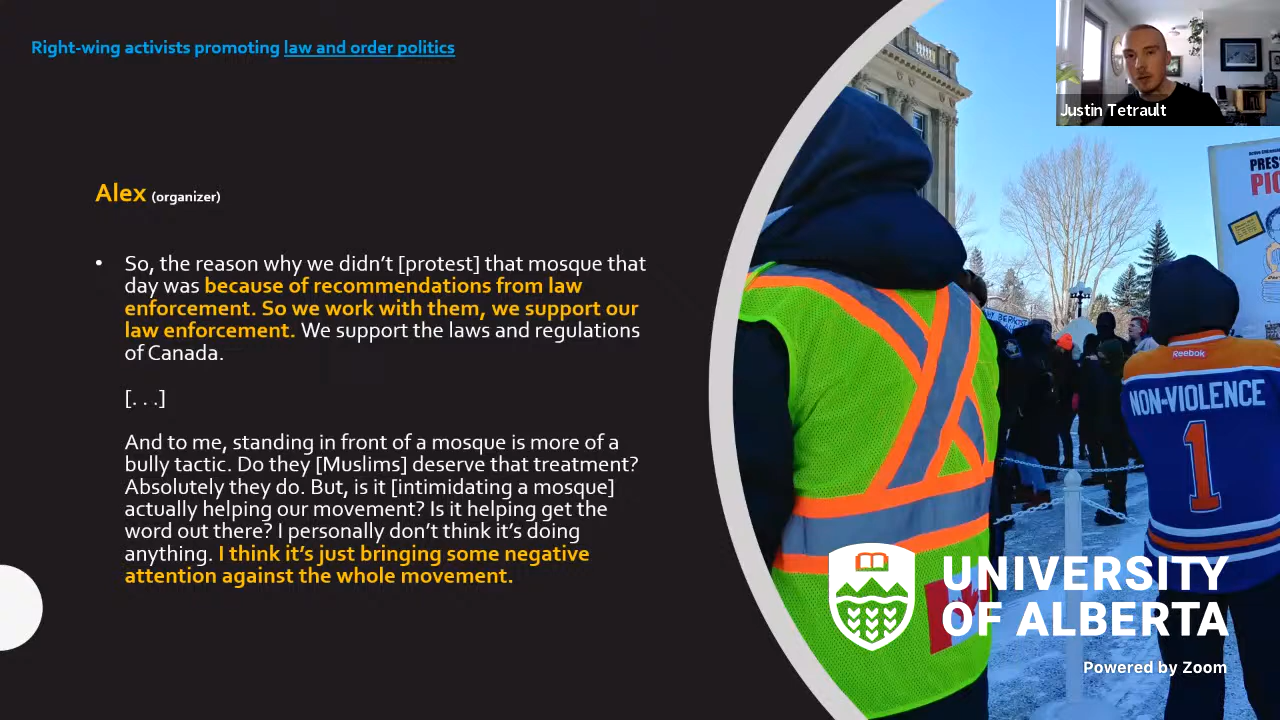 Right-wing activists promoting law and order politics
Justin Tetrault
Alex (organizer)
• So, the reason why we didn't [protest] that mosque that
day was because of recommendations from law
enforcement. So we work with them, we support our
law enforcement. We support the laws and regulations
of Canada.
[. . .]
And to me, standing in front of a mosque is more of a
bully tactic. Do they [Muslims] deserve that treatment?
Absolutely they do. But, is it [intimidating a mosque]
actually helping our movement? Is it helping get the
word out there? I personally don't think it's doing
anything. I think it's just bringing some negative
attention against the whole movement.
Reebok
NON-VIOLENCE
1
UNIVERSITY
OF ALBERTA
Powered by Zoom